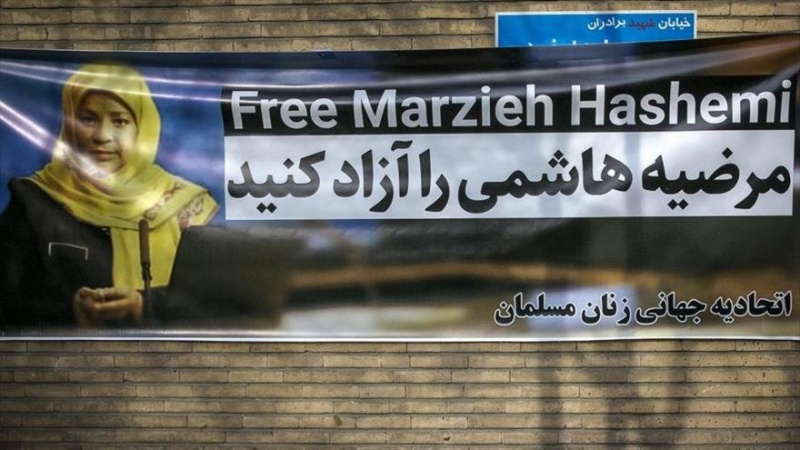 خیابان شهید برادران
Free Marzieh Hashemi
مرضیه هاشمی را آزاد کنید
اتحادیه جهانی زنان مسلمان